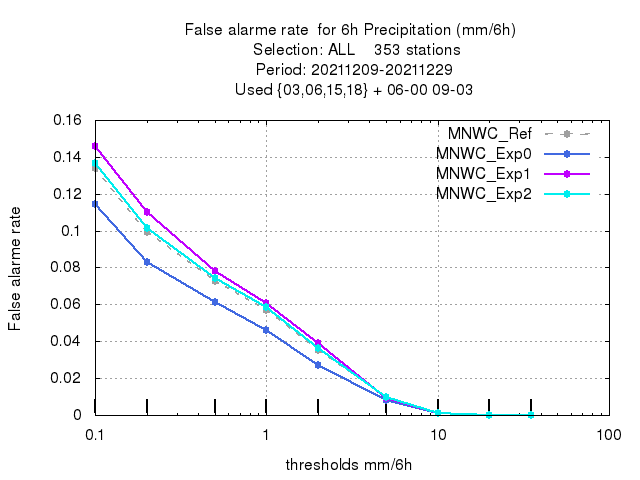 False alarme rate  for 6h Precipitation (mm/6h)
Selection: ALL    353 stations
Period: 20211209-20211229
Used {03,06,15,18} + 06-00 09-03
MNWC_Ref
MNWC_Exp0
MNWC_Exp1
MNWC_Exp2
False alarme rate
0.16
0.14
0.12
0.1
0.08
0.06
0.04
0.02
0
0.1 1 10 100
thresholds mm/6h